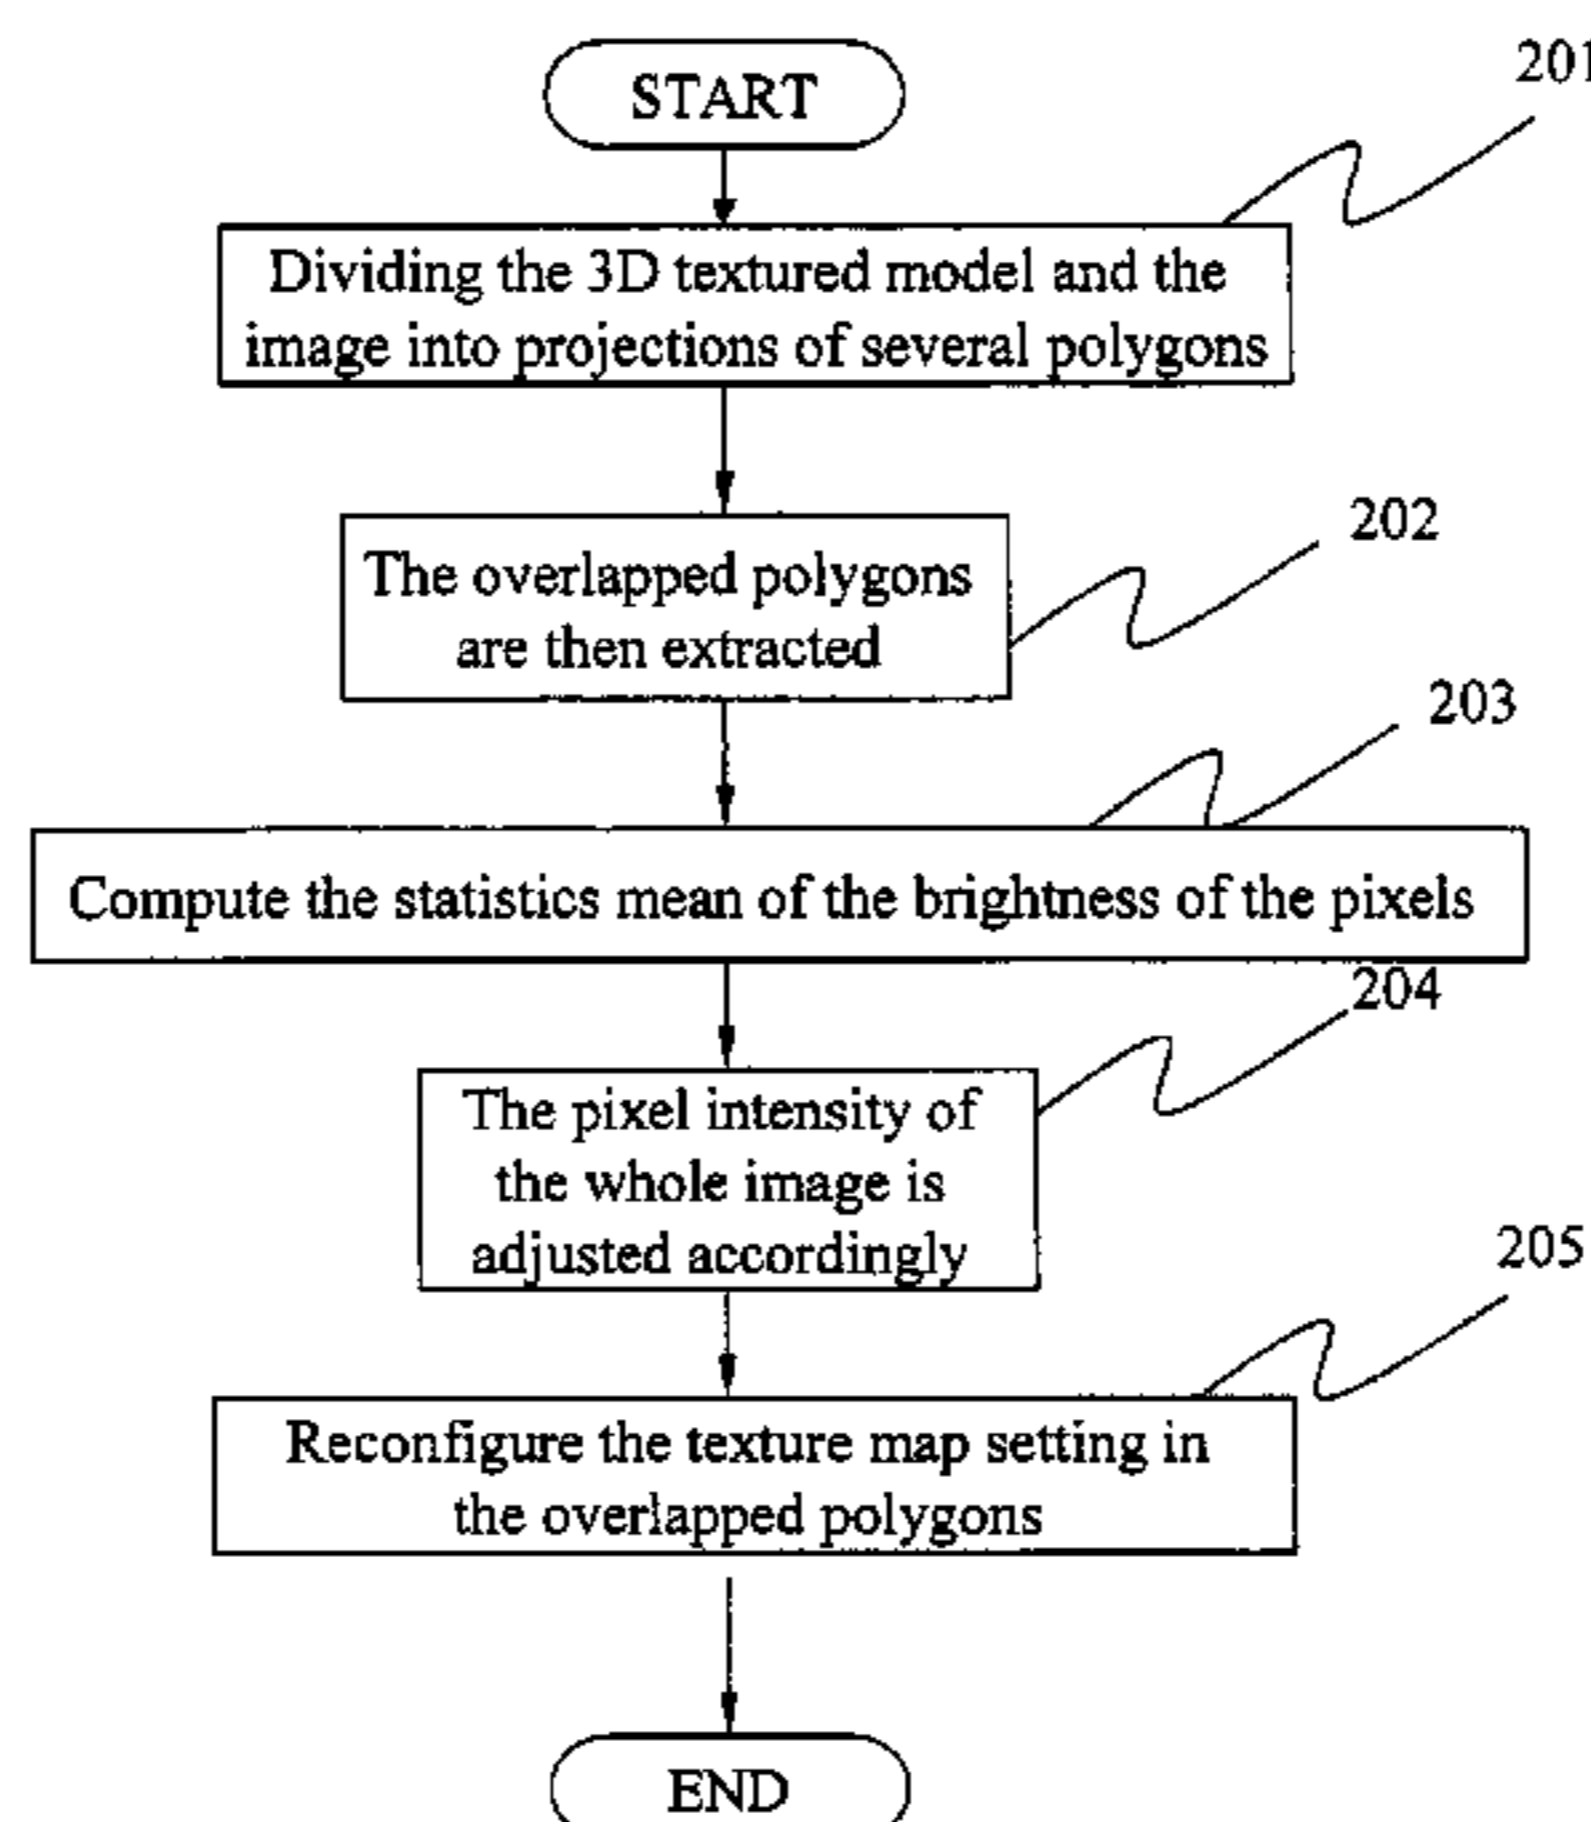 START
201
Dividing the 3D textured model and the
image into projections of several polygons
202
The overlapped polygons
are then extracted
203
Compute the statistics mean of the brightness of the pixels
204
The pixel intensity of
the whole image is
adjusted accordingly
205
Reconfigure the texture map setting in
the overlapped polygons
END